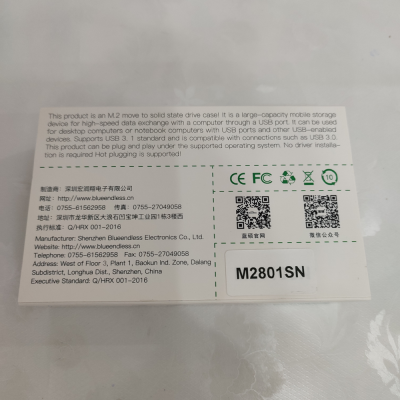 This product is an M.2 move to solid state drive case! It is a large-capacity mobile storage
device for high-speed data exchange with a computer through a USB port. It can be used
for desktop computers or notebook computers with USB ports and other USB-enabled
devices. Supports USB 3. 1 standard and is compatible with connections such as USB 3.0.
This product can be plug and play under the operating system. No driver installa-
tion is required Hot plugging is supported!
制造商：深圳宏润精电子有限公司
网址：http://www.blueendless.com
电话：0755-61562958 传真：0755-27049058
地址：深圳市龙华新区大浪石凹宝坤工业园1栋3楼西
执行标准：Q/HRX 001-2016
Manufacturer: Shenzhen Blueendless Electronics Co., Ltd.
Website: http://www.blueendless.com
Telephone: 0755-61562958 Fax: 0755-27049058
Address: West of Floor 3, Plant 1, Baokun Ind. Zone, Dalang
Subdistrict, Longhua Dist., Shenzhen, China
Executive Standard: Q/HRX 001-2016
CE FC 10
蓝硕官网 微信公众号
M2801SN